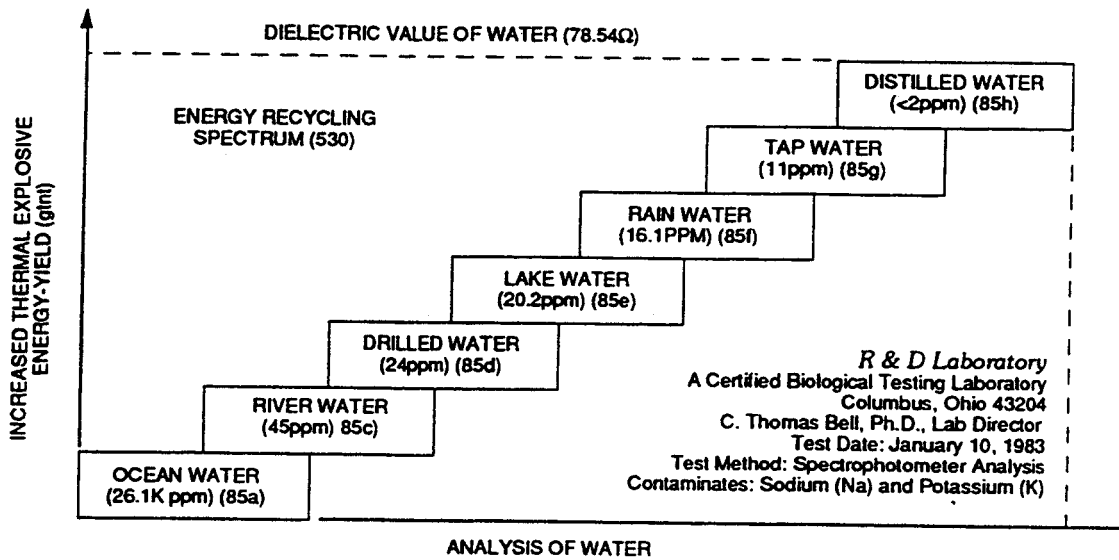 DIELECTRIC VALUE OF WATER (78.54Ω)
DISTILLED WATER
(<2ppm) (85h)
ENERGY RECYCLING
SPECTRUM (530)
TAP WATER
(11ppm) (85g)
RAIN WATER
(16.1PPM) (85f)
LAKE WATER
(20.2ppm) (85e)
DRILLED WATER
(24ppm) (85d)
RIVER WATER
(45ppm) 85c)
OCEAN WATER
(26.1K ppm) (85a)
R & D Laboratory
A Certified Biological Testing Laboratory
Columbus, Ohio 43204
C. Thomas Bell, Ph.D., Lab Director
Test Date: January 10, 1983
Test Method: Spectrophotometer Analysis
Contaminates: Sodium (Na) and Potassium (K)
INCREASED THERMAL EXPLOSIVE
ENERGY-YIELD (gtnt)
ANALYSIS OF WATER